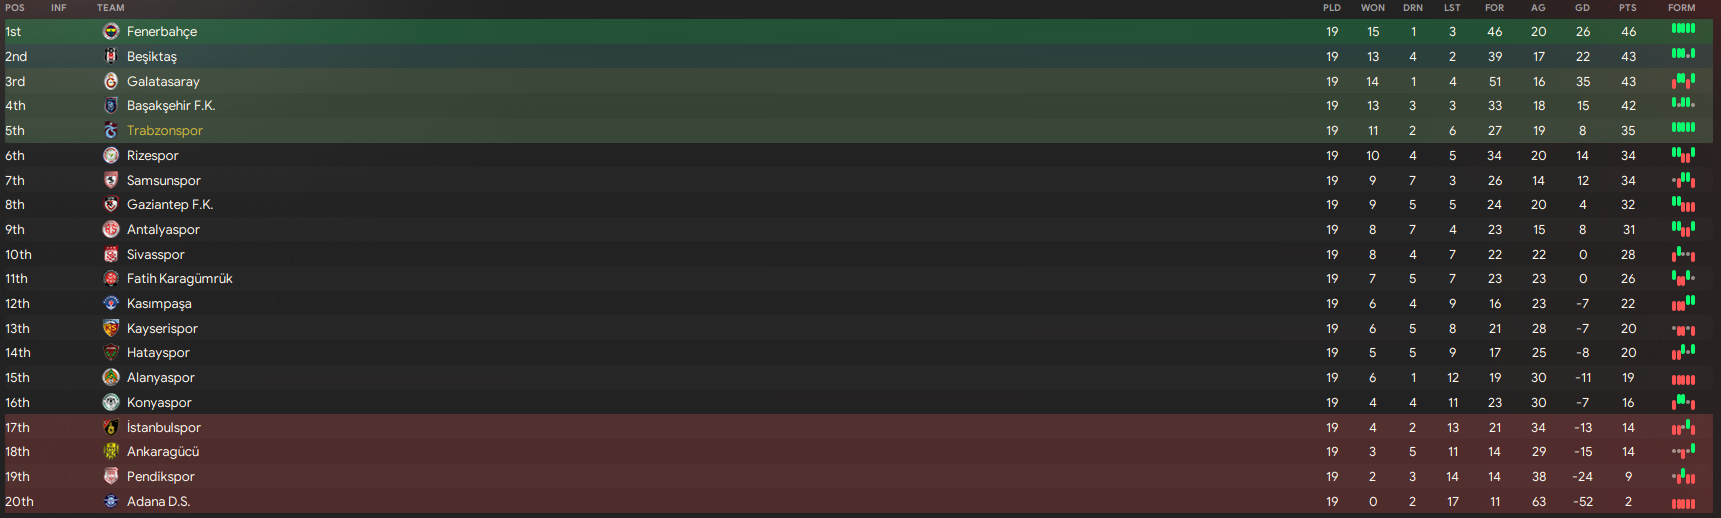 POS INF TEAM PLD WON DRN LST FOR AG GD PTS FORM
1st Fenerbahçe 19 15 1 3 46 20 26 46
2nd Beşiktaş 19 13 4 2 39 17 22 43
3rd Galatasaray 19 14 1 4 51 16 35 43
4th Başakşehir F.K. 19 13 3 3 33 18 15 42
5th Trabzonspor 19 11 2 6 27 19 8 35
6th Rizespor 19 10 4 5 34 20 14 34
7th Samsunspor 19 9 7 3 26 14 12 34
8th Gaziantep F.K. 19 9 5 5 24 20 4 32
9th Antalyaspor 19 8 7 4 23 15 8 31
10th Sivasspor 19 8 4 7 22 22 0 28
11th Fatih Karagümrük 19 7 5 7 23 23 0 26
12th Kasımpaşa 19 6 4 9 16 23 -7 22
13th Kayserispor 19 6 5 8 21 28 -7 20
14th Hatayspor 19 5 5 9 17 25 -8 20
15th Alanyaspor 19 6 1 12 19 30 -11 19
16th Konyaspor 19 4 4 11 23 30 -7 16
17th İstanbulspor 19 4 2 13 21 34 -13 14
18th Ankaragücü 19 3 5 11 14 29 -15 14
19th Pendikspor 19 2 3 14 14 38 -24 9
20th Adana D.S. 19 0 2 17 11 63 -52 2